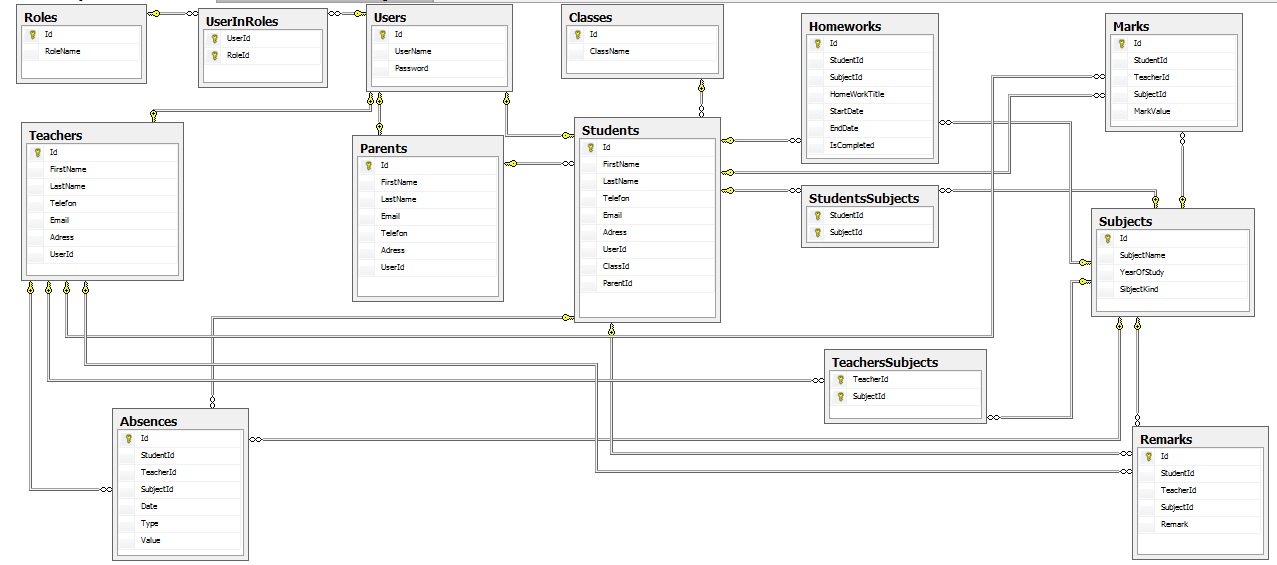 Roles
Id
RoleName
UserInRoles
UserId
RoleId
Users
Id
UserName
Password
Classes
Id
ClassName
Homeworks
Id
StudentId
SubjectId
HomeWorkTitle
StartDate
EndDate
IsCompleted
Marks
Id
StudentId
TeacherId
SubjectId
MarkValue
Teachers
Id
FirstName
LastName
Telefon
Email
Adress
UserId
Parents
Id
FirstName
LastName
Email
Telefon
Adress
UserId
Students
Id
FirstName
LastName
Telefon
Email
Adress
UserId
ClassId
ParentId
StudentsSubjects
StudentId
SubjectId
Subjects
Id
SubjectName
YearOfStudy
SibjectKind
TeachersSubjects
TeacherId
SubjectId
Absences
Id
StudentId
TeacherId
SubjectId
Date
Type
Value
Remarks
Id
StudentId
TeacherId
SubjectId
Remark